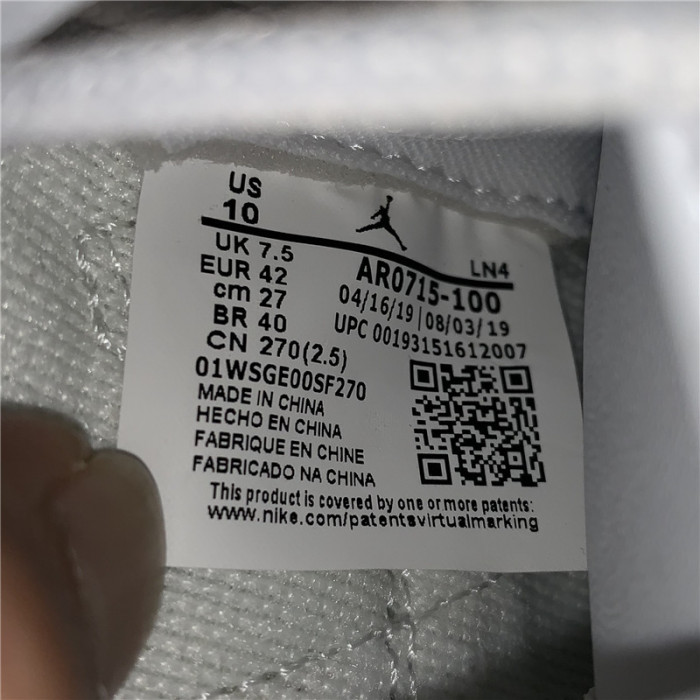 US
10
UK 7.5
EUR 42
cm 27
BR 40
CN 270(2.5)
01WSGE00SF270
LN4
AR0715-100
04/16/19 | 08/03/19
UPC 00193151612007
MADE IN CHINA
HECHO EN CHINA
FABRIQUE EN CHINE
FABRICADO NA CHINA
This product is covered by one or more patents:
www.nike.com/patentsvirtualmarking